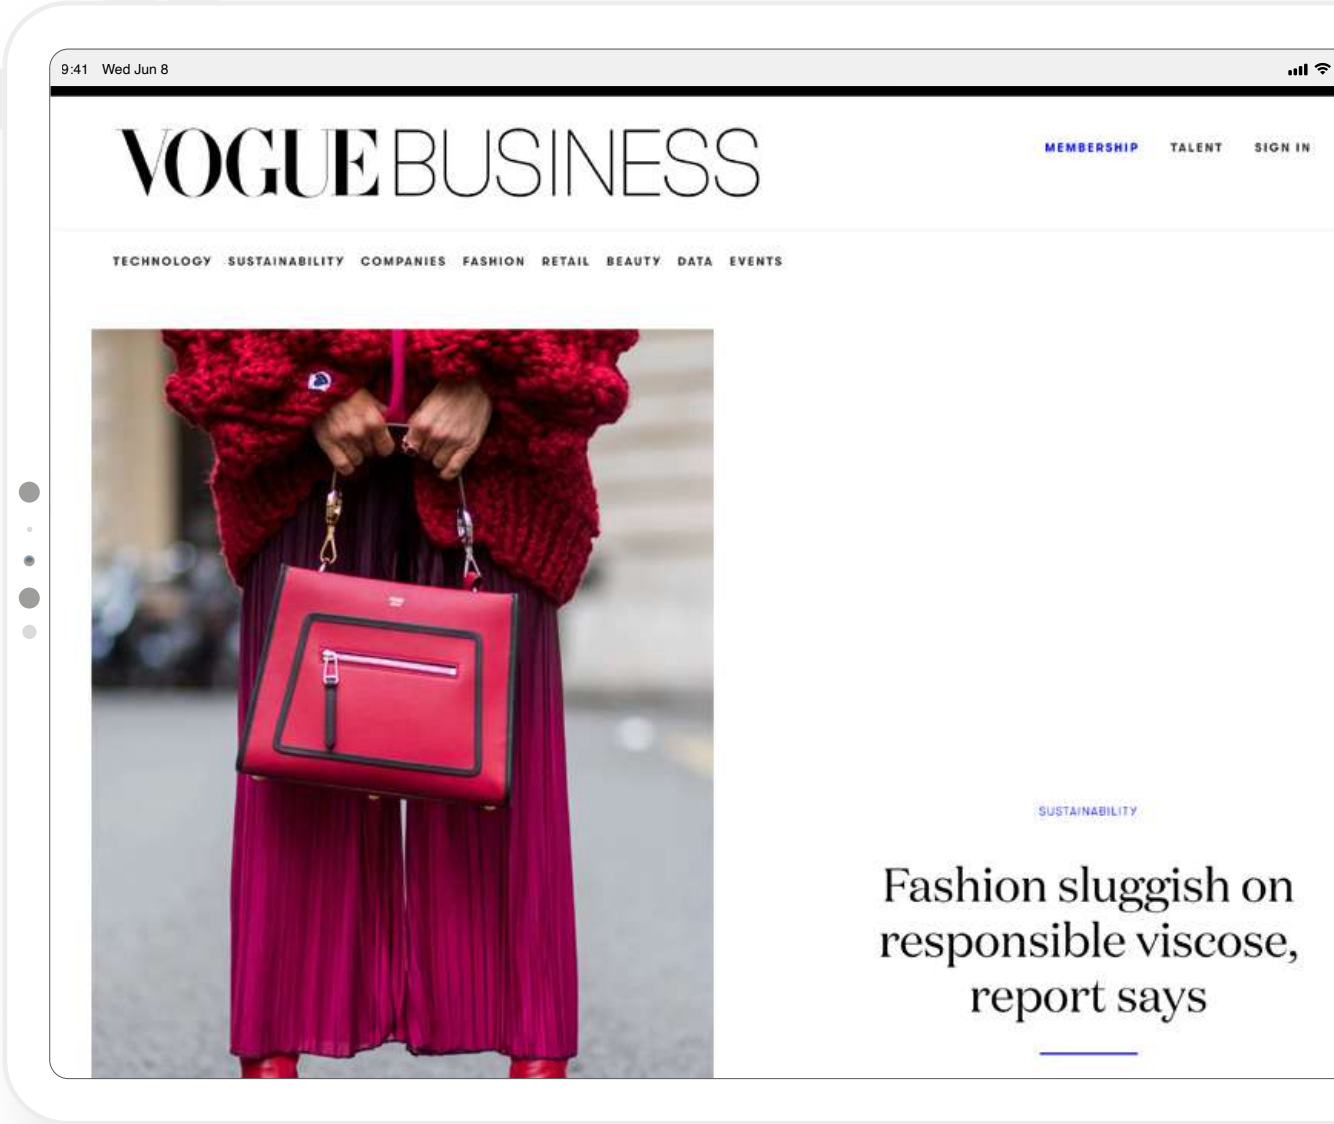 9:41 Wed Jun 8
VOGUE BUSINESS
MEMBERSHIP TALENT SIGN IN
TECHNOLOGY SUSTAINABILITY COMPANIES FASHION RETAIL BEAUTY DATA EVENTS
SUSTAINABILITY
Fashion sluggish on
responsible viscose,
report says